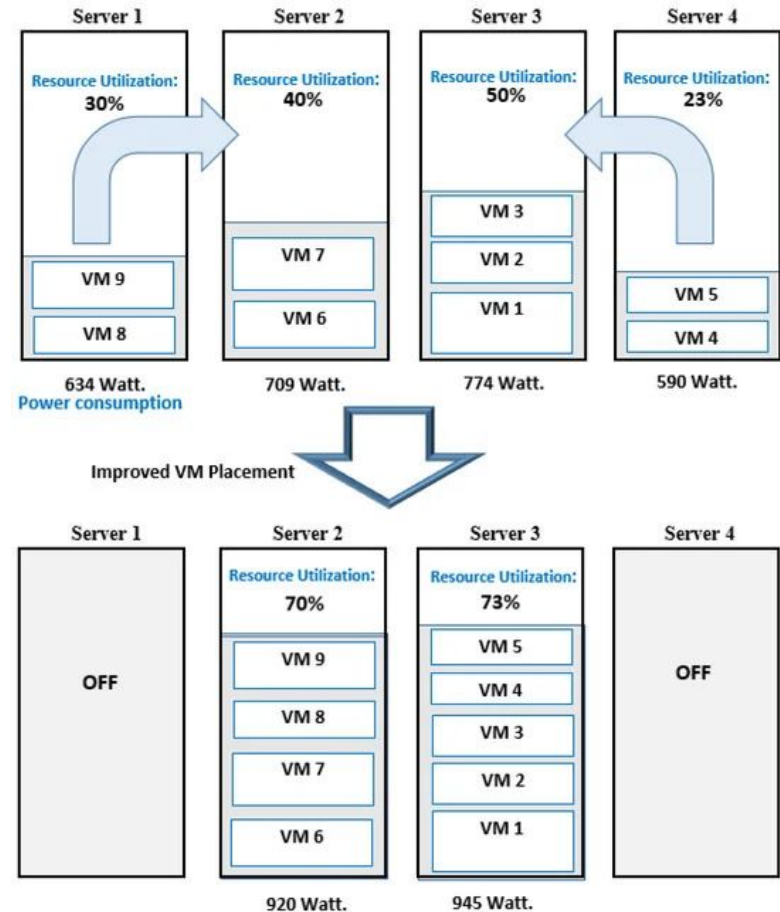 Server 1
Server 2
Server 3
Server 4
Resource Utilization:
30%
Resource Utilization:
40%
Resource Utilization:
50%
Resource Utilization:
23%
VM 9
VM 8
VM 7
VM 6
VM 3
VM 2
VM 1
VM 5
VM 4
634 Watt.
709 Watt.
774 Watt.
590 Watt.
Power consumption
Improved VM Placement
Server 1
Server 2
Server 3
Server 4
OFF
Resource Utilization:
70%
VM 9
VM 8
VM 7
VM 6
Resource Utilization:
73%
VM 5
VM 4
VM 3
VM 2
VM 1
OFF
920 Watt.
945 Watt.